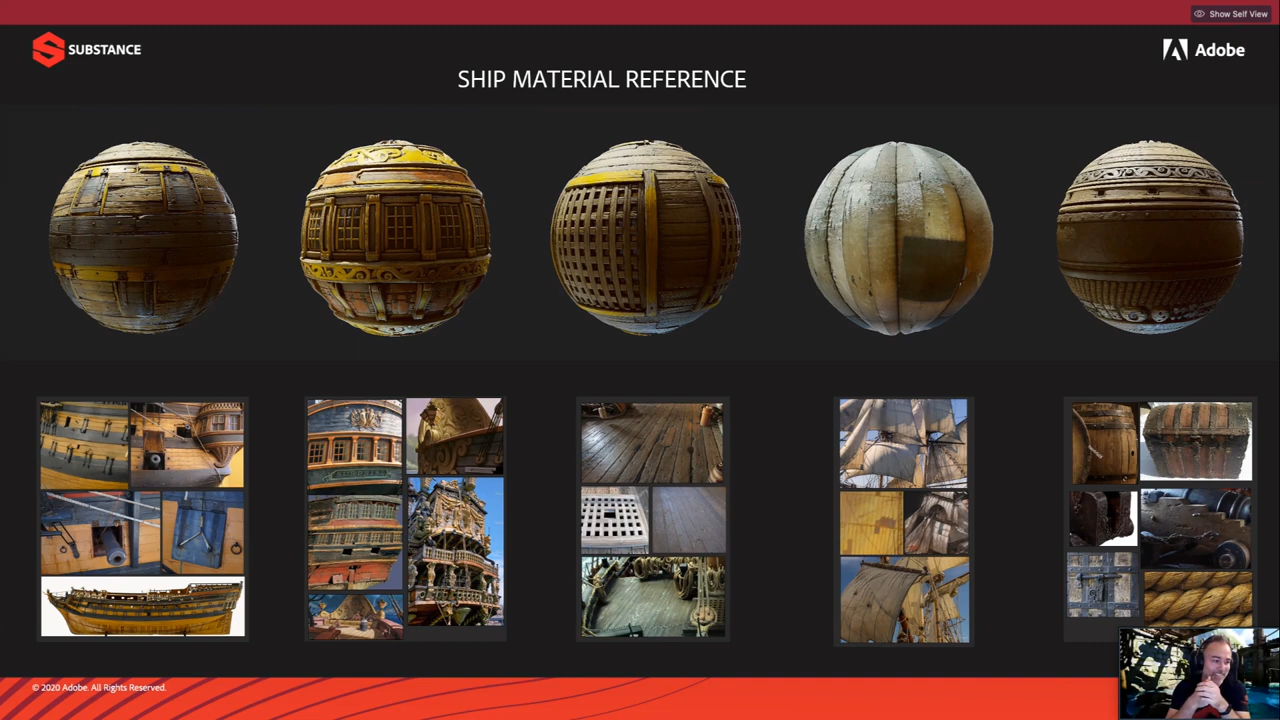 Show Self View
SUBSTANCE
Adobe
SHIP MATERIAL REFERENCE
© 2020 Adobe. All Rights Reserved.